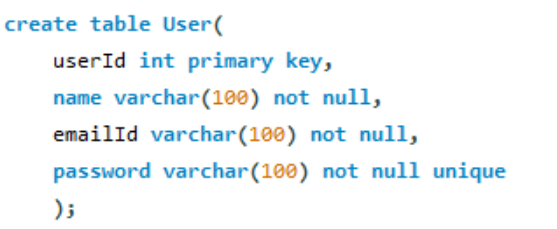 create table User(
userId int primary key,
name varchar(100) not null,
emailId varchar(100) not null,
password varchar(100) not null unique
);